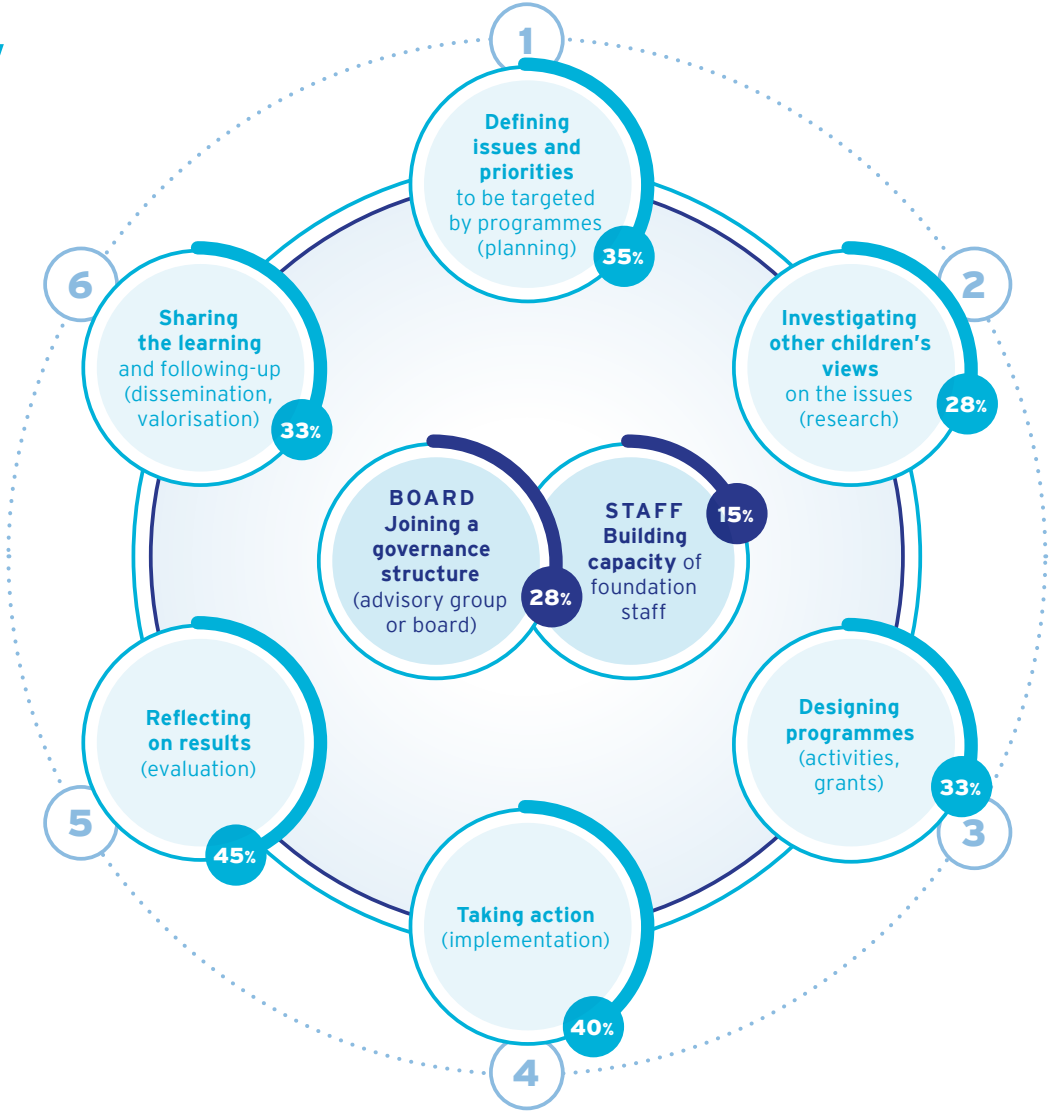 1
Defining
issues and
priorities
to be targeted
by programmes
(planning)
35%
2
Investigating
other children's
views
on the issues
(research)
28%
3
Designing
programmes
(activities,
grants)
33%
4
Taking action
(implementation)
40%
5
Reflecting
on results
(evaluation)
45%
6
Sharing
the learning
and following-up
(dissemination,
valorisation)
33%
BOARD
Joining a
governance
structure
(advisory group
or board)
28%
STAFF
Building
capacity of
foundation
staff
15%